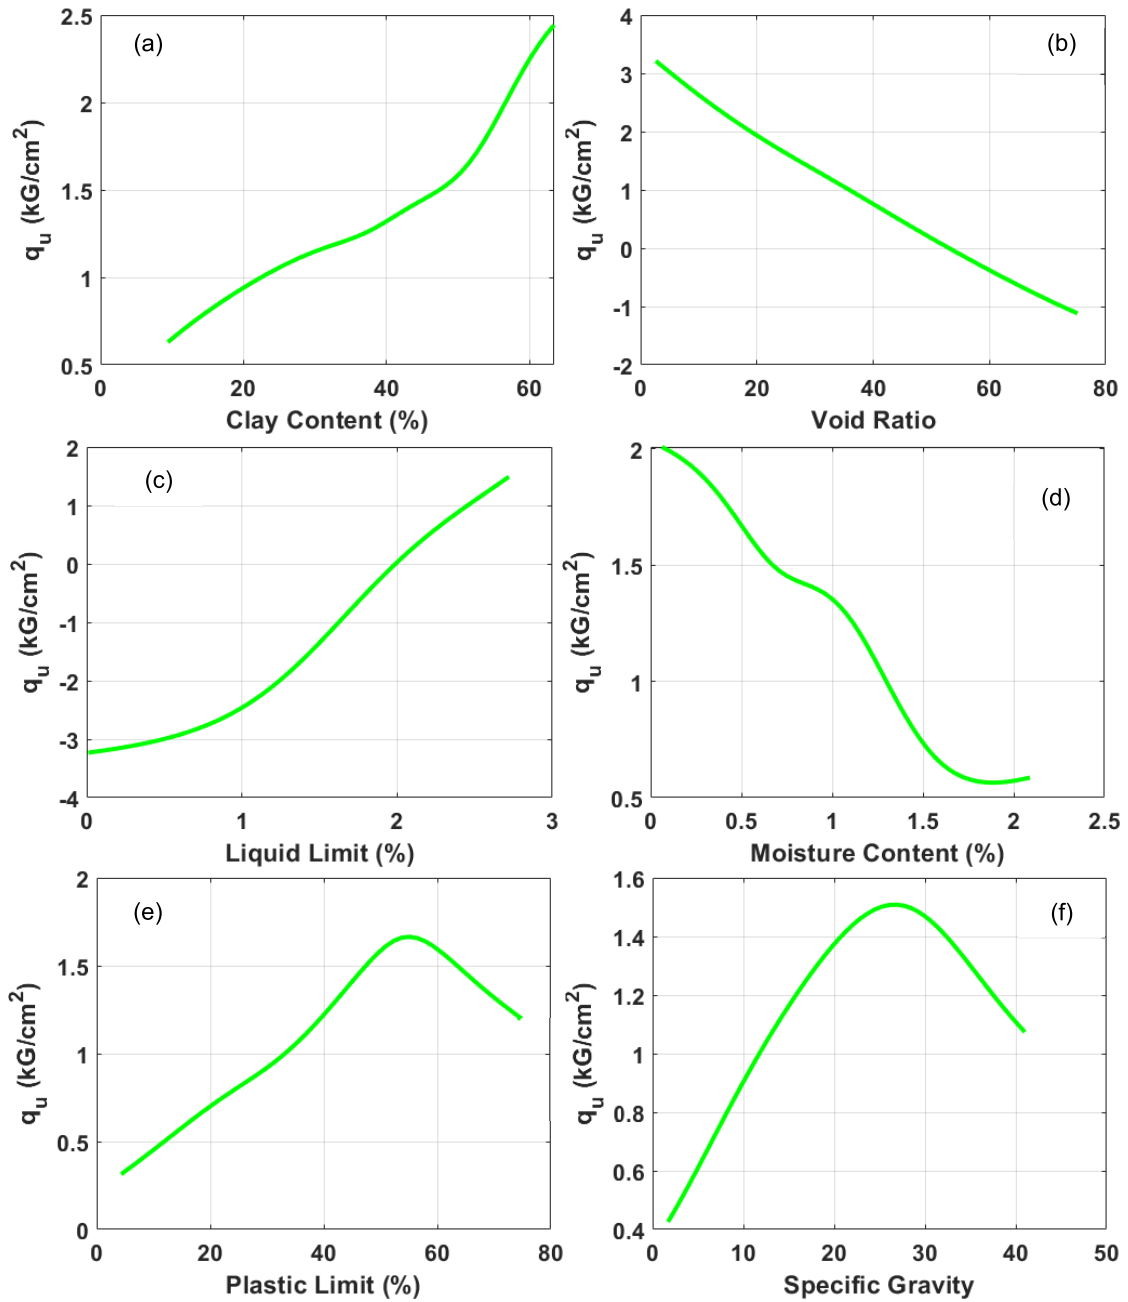 (a)
2.5
2
1.5
1
0.5
q_u (kG/cm^2)
0 20 40 60
Clay Content (%)
(b)
4
3
2
1
0
-1
-2
q_u (kG/cm^2)
0 20 40 60 80
Void Ratio
(c)
2
1
0
-1
-2
-3
-4
q_u (kG/cm^2)
0 1 2 3
Liquid Limit (%)
(d)
2
1.5
1
0.5
q_u (kG/cm^2)
0 0.5 1 1.5 2 2.5
Moisture Content (%)
(e)
2
1.5
1
0.5
0
q_u (kG/cm^2)
0 20 40 60 80
Plastic Limit (%)
(f)
1.6
1.4
1.2
1
0.8
0.6
0.4
q_u (kG/cm^2)
0 10 20 30 40 50
Specific Gravity